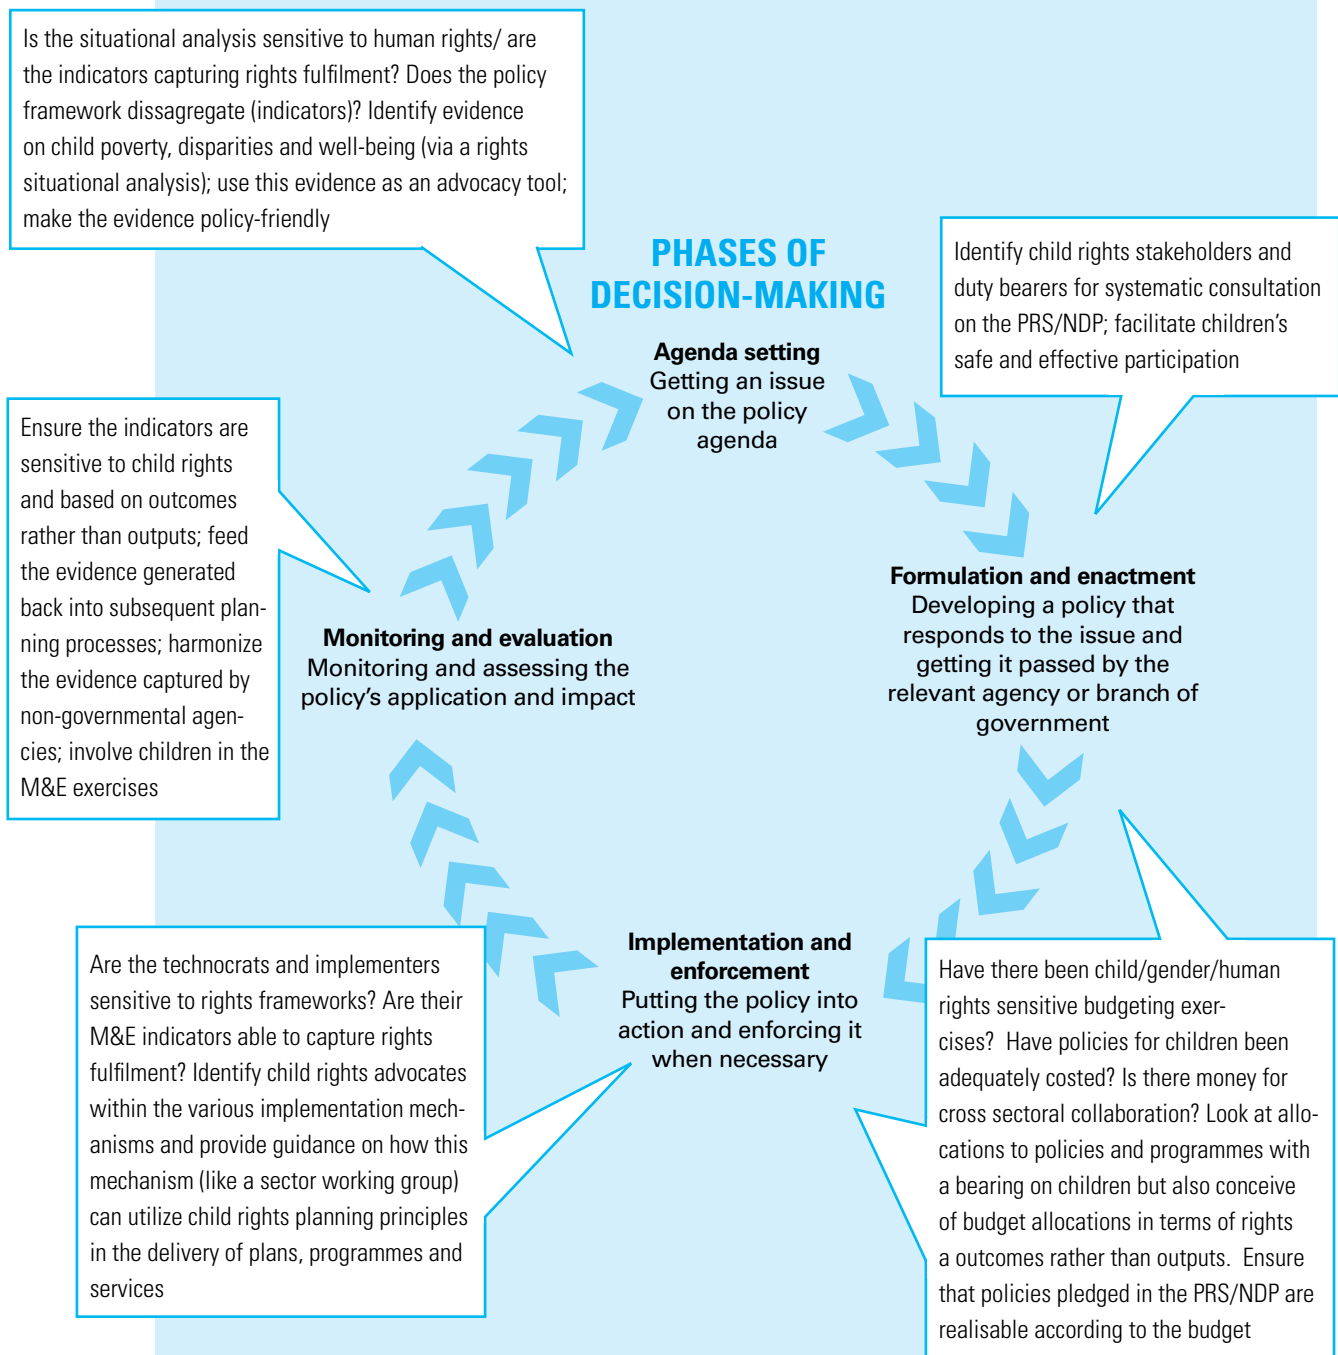 Is the situational analysis sensitive to human rights/ are
the indicators capturing rights fulfilment? Does the policy
framework dissagregate (indicators)? Identify evidence
on child poverty, disparities and well-being (via a rights
situational analysis); use this evidence as an advocacy tool;
make the evidence policy-friendly
PHASES OF
DECISION-MAKING
Identify child rights stakeholders and
duty bearers for systematic consultation
on the PRS/NDP; facilitate children's
safe and effective participation
Agenda setting
Getting an issue
on the policy
agenda
Ensure the indicators are
sensitive to child rights
and based on outcomes
rather than outputs; feed
the evidence generated
back into subsequent plan-
ning processes; harmonize
the evidence captured by
non-governmental agen-
cies; involve children in the
M&E exercises
Formulation and enactment
Developing a policy that
responds to the issue and
getting it passed by the
relevant agency or branch of
government
Monitoring and evaluation
Monitoring and assessing the
policy's application and impact
Implementation and
enforcement
Putting the policy into
action and enforcing it
when necessary
Are the technocrats and implementers
sensitive to rights frameworks? Are their
M&E indicators able to capture rights
fulfilment? Identify child rights advocates
within the various implementation mech-
anisms and provide guidance on how this
mechanism (like a sector working group)
can utilize child rights planning principles
in the delivery of plans, programmes and
services
Have there been child/gender/human
rights sensitive budgeting exer-
cises?  Have policies for children been
adequately costed? Is there money for
cross sectoral collaboration? Look at allo-
cations to policies and programmes with
a bearing on children but also conceive
of budget allocations in terms of rights
a outcomes rather than outputs.  Ensure
that policies pledged in the PRS/NDP are
realisable according to the budget